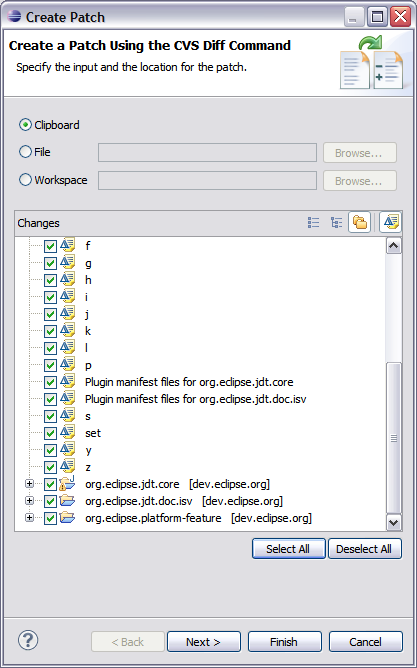 Create Patch
Create a Patch Using the CVS Diff Command
Specify the input and the location for the patch.
Clipboard
File
Browse...
Workspace
Browse...
Changes
f
g
h
i
j
k
l
p
Plugin manifest files for org.eclipse.jdt.core
Plugin manifest files for org.eclipse.jdt.doc.isv
s
set
y
z
org.eclipse.jdt.core [dev.eclipse.org]
org.eclipse.jdt.doc.isv [dev.eclipse.org]
org.eclipse.platform-feature [dev.eclipse.org]
Select All Deselect All
? < Back Next > Finish Cancel